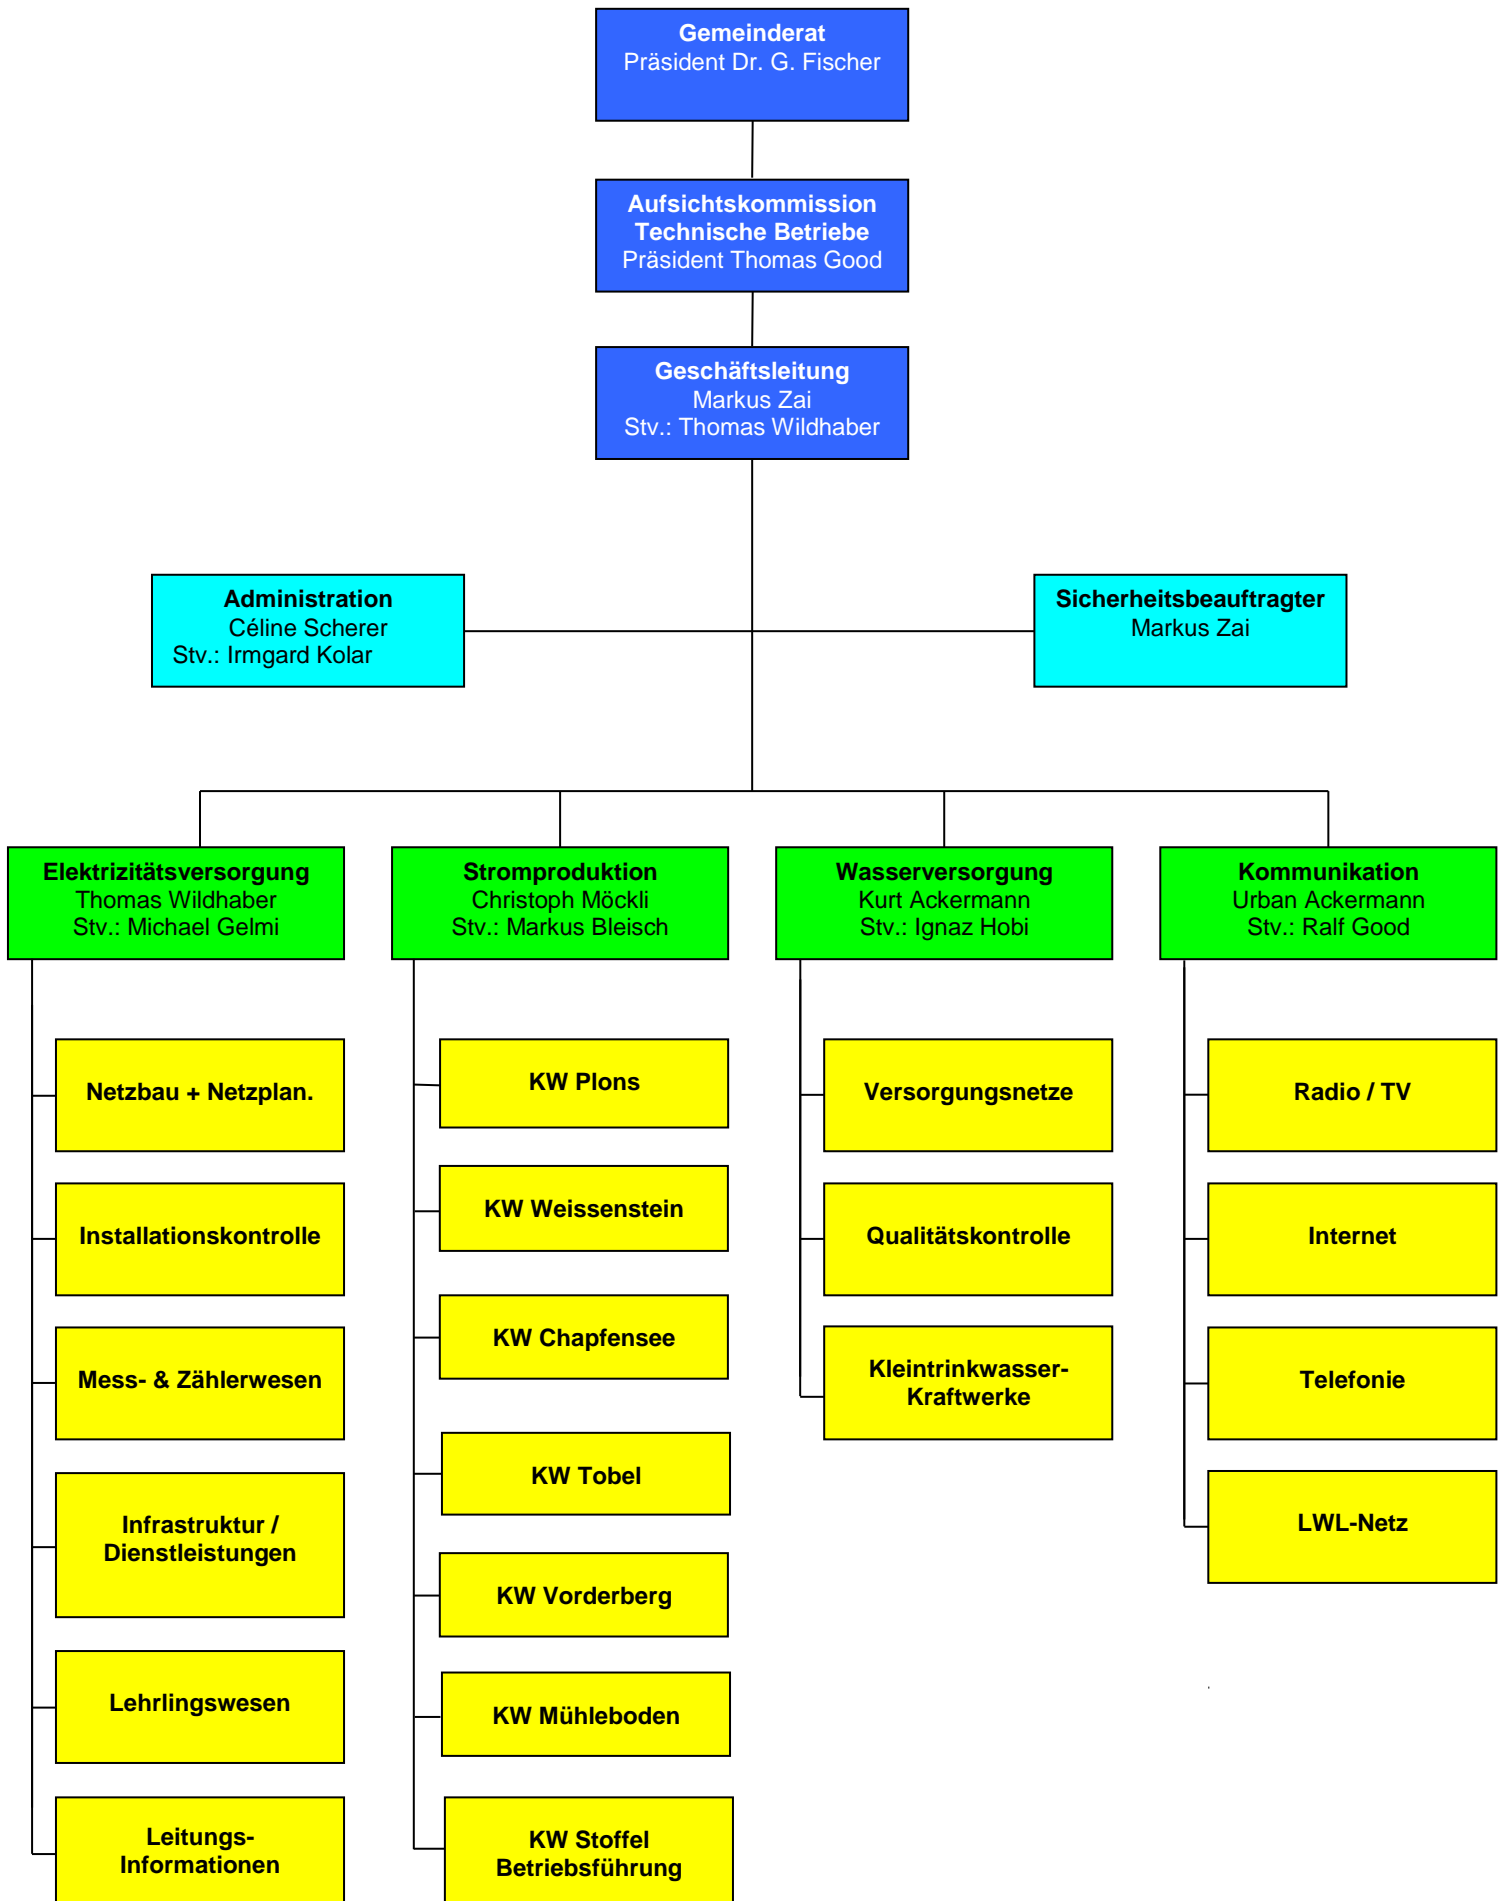 Gemeinderat
Präsident Dr. G. Fischer
Aufsichtskommission
Technische Betriebe
Präsident Thomas Good
Geschäftsleitung
Markus Zai
Stv.: Thomas Wildhaber
Administration
Céline Scherer
Stv.: Irmgard Kolar
Sicherheitsbeauftragter
Markus Zai
Elektrizitätsversorgung
Thomas Wildhaber
Stv.: Michael Gelmi
Stromproduktion
Christoph Möckli
Stv.: Markus Bleisch
Wasserversorgung
Kurt Ackermann
Stv.: Ignaz Hobi
Kommunikation
Urban Ackermann
Stv.: Ralf Good
Netzbau + Netzplan.
Installationskontrolle
Mess- & Zählerwesen
Infrastruktur /
Dienstleistungen
Lehrlingswesen
Leitungs-
Informationen
KW Plons
KW Weissenstein
KW Chapfensee
KW Tobel
KW Vorderberg
KW Mühleboden
KW Stoffel
Betriebsführung
Versorgungsnetze
Qualitätskontrolle
Kleintrinkwasser-
Kraftwerke
Radio / TV
Internet
Telefonie
LWL-Netz